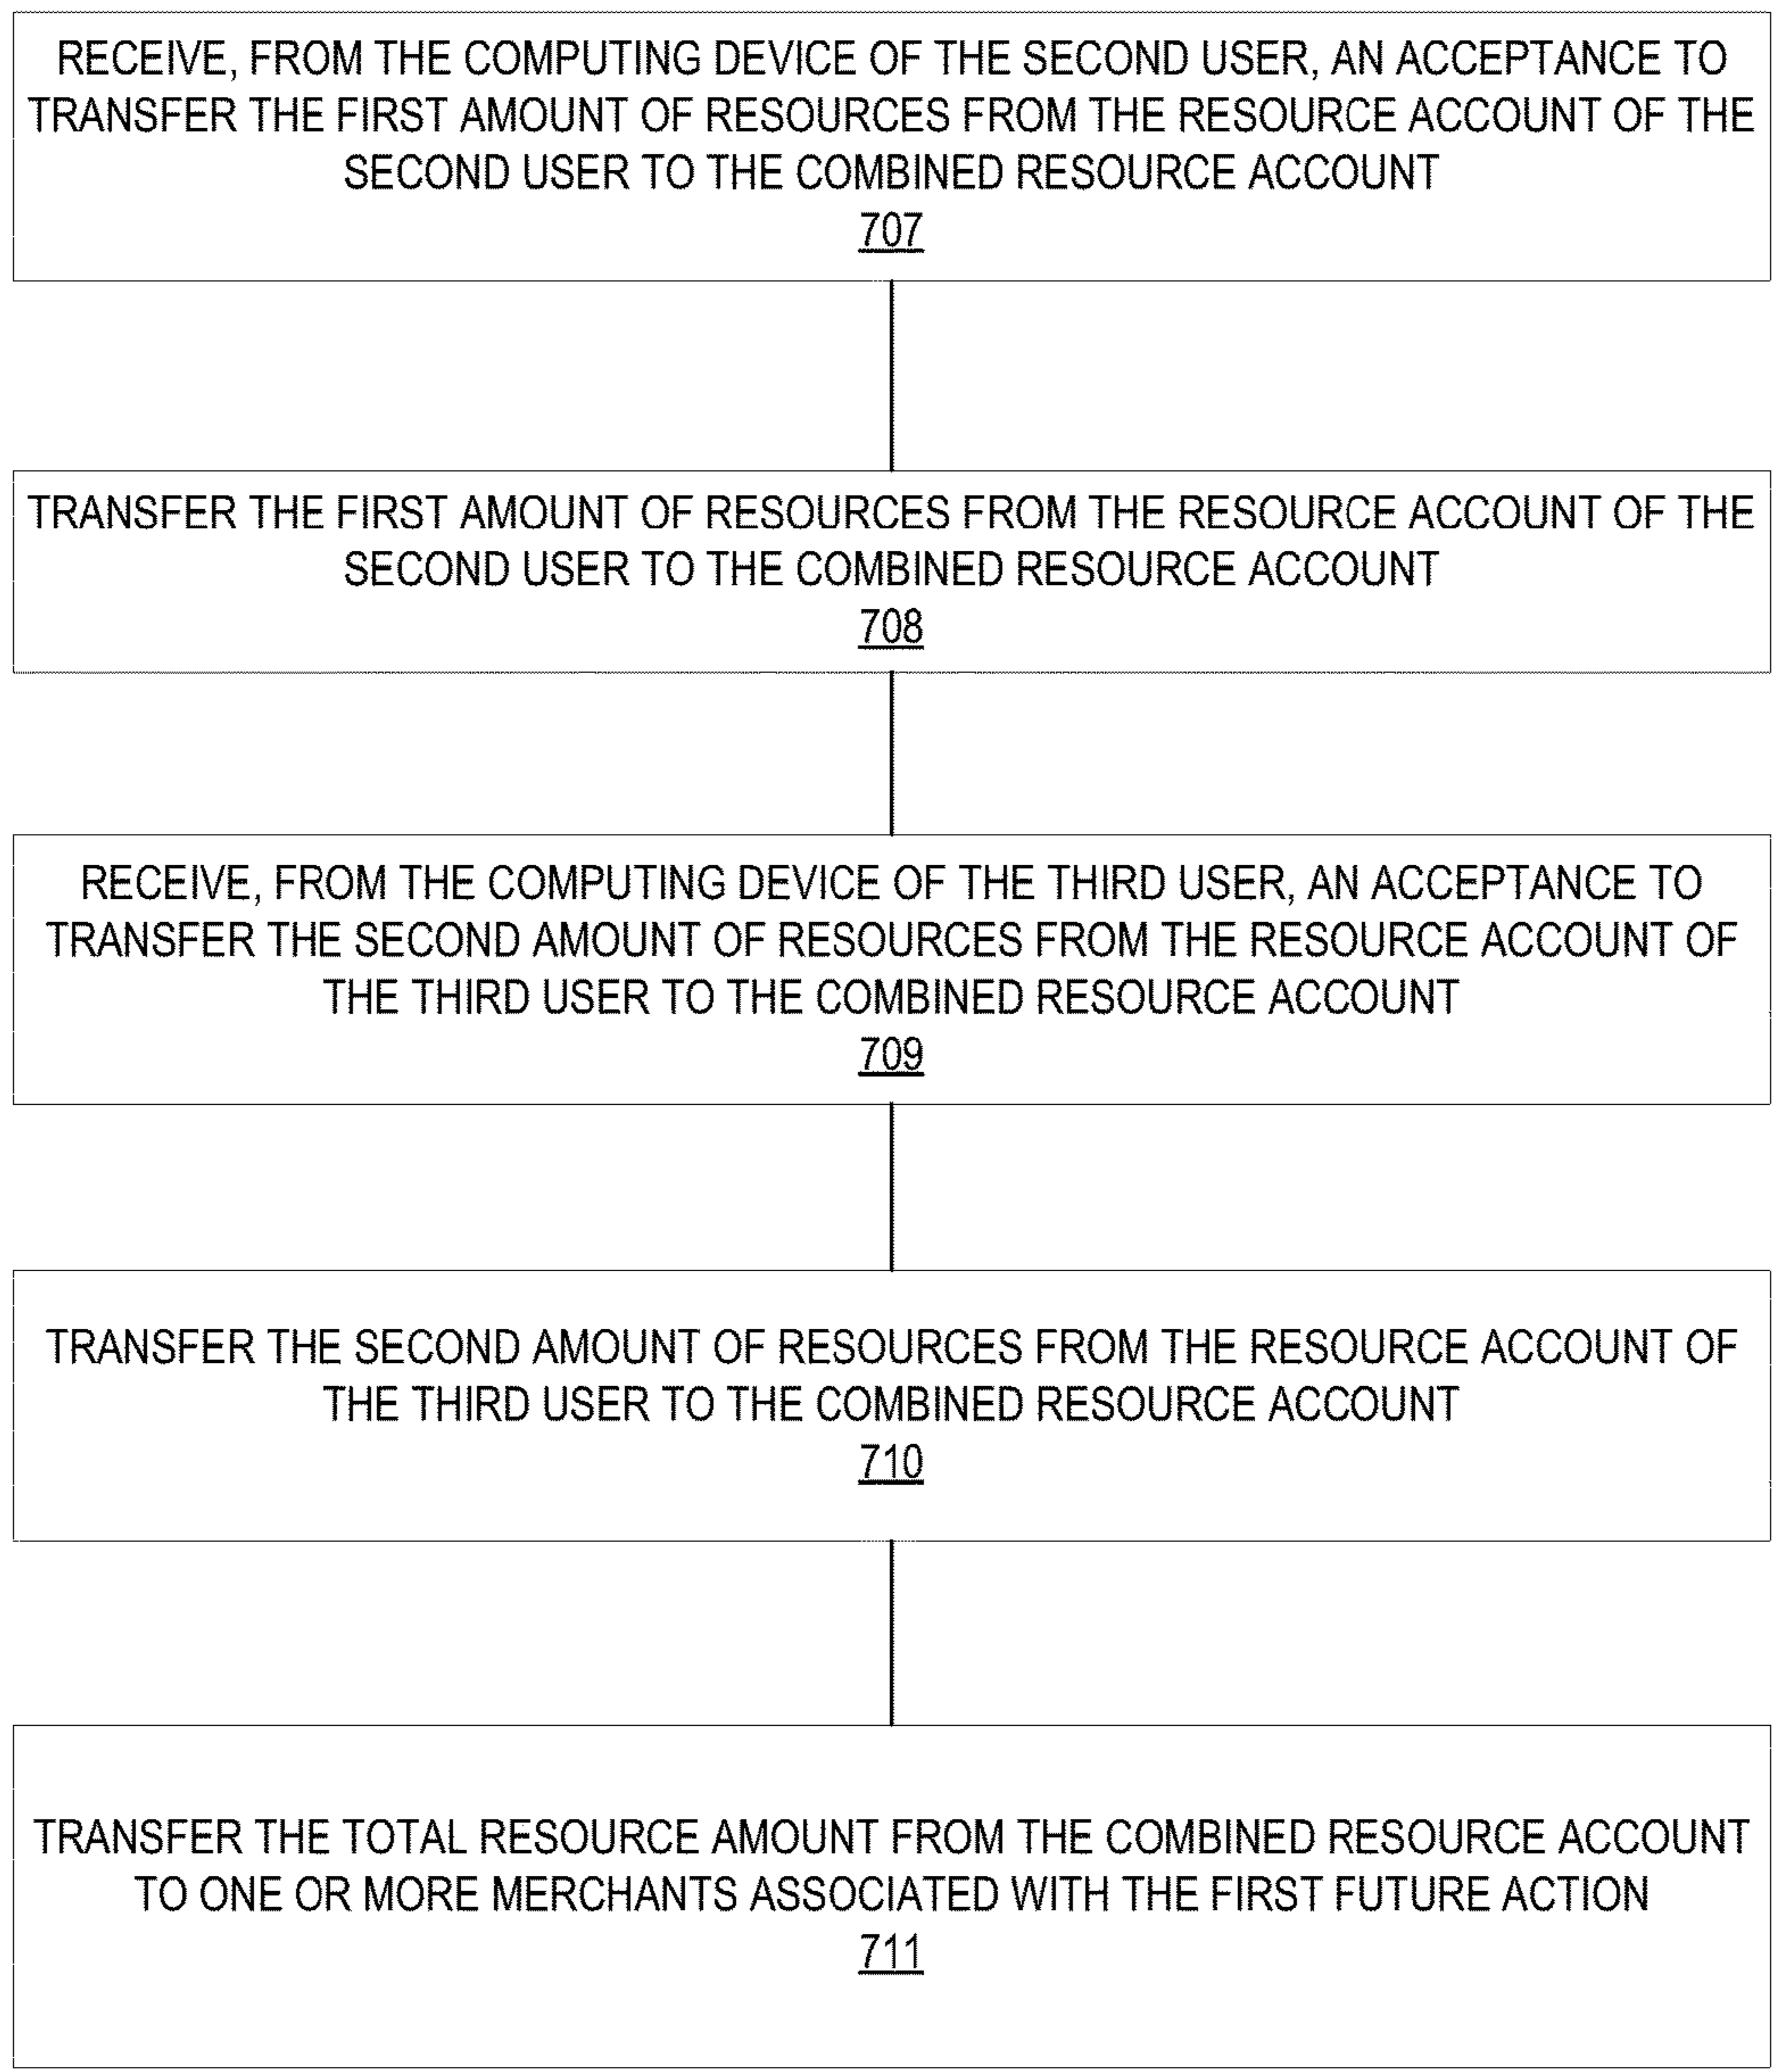 RECEIVE, FROM THE COMPUTING DEVICE OF THE SECOND USER, AN ACCEPTANCE TO
TRANSFER THE FIRST AMOUNT OF RESOURCES FROM THE RESOURCE ACCOUNT OF THE
SECOND USER TO THE COMBINED RESOURCE ACCOUNT
707
TRANSFER THE FIRST AMOUNT OF RESOURCES FROM THE RESOURCE ACCOUNT OF THE
SECOND USER TO THE COMBINED RESOURCE ACCOUNT
708
RECEIVE, FROM THE COMPUTING DEVICE OF THE THIRD USER, AN ACCEPTANCE TO
TRANSFER THE SECOND AMOUNT OF RESOURCES FROM THE RESOURCE ACCOUNT OF
THE THIRD USER TO THE COMBINED RESOURCE ACCOUNT
709
TRANSFER THE SECOND AMOUNT OF RESOURCES FROM THE RESOURCE ACCOUNT OF
THE THIRD USER TO THE COMBINED RESOURCE ACCOUNT
710
TRANSFER THE TOTAL RESOURCE AMOUNT FROM THE COMBINED RESOURCE ACCOUNT
TO ONE OR MORE MERCHANTS ASSOCIATED WITH THE FIRST FUTURE ACTION
711